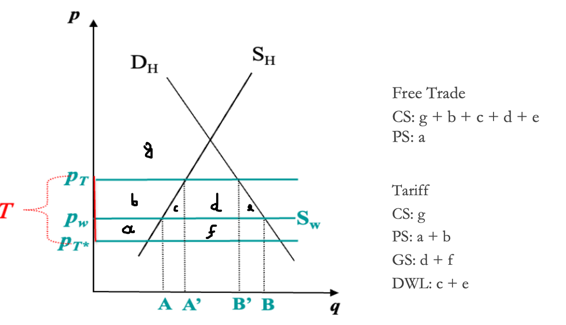 p
D_H
S_H
g
p_T
b
c
d
e
T
p_w
S_w
a
f
p_T*
A
A'
B'
B
q
Free Trade
CS: g + b + c + d + e
PS: a
Tariff
CS: g
PS: a + b
GS: d + f
DWL: c + e